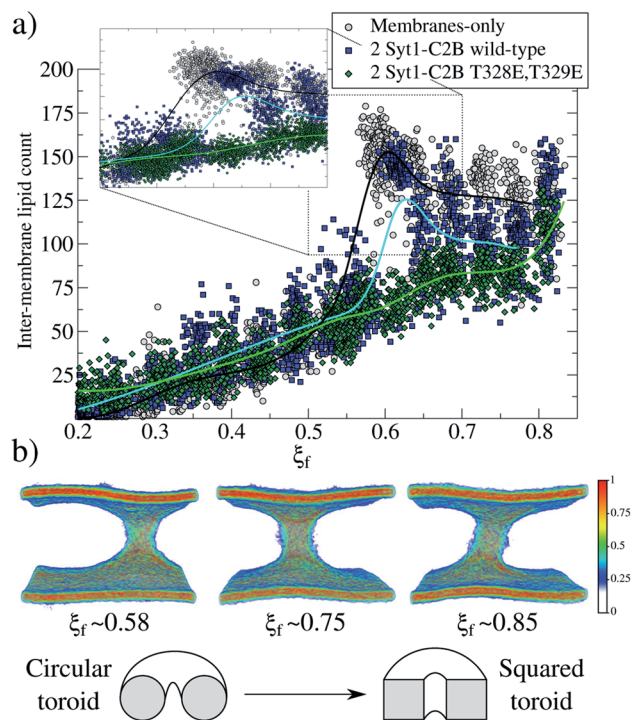 a)
Membranes-only
2 Syt1-C2B wild-type
2 Syt1-C2B T328E,T329E
Inter-membrane lipid count
200
175
150
125
100
75
50
25
0.2 0.3 0.4 0.5 0.6 0.7 0.8
ξf
b)
1
0.75
0.5
0.25
0
ξf ~0.58 ξf ~0.75 ξf ~0.85
Circular toroid
Squared toroid